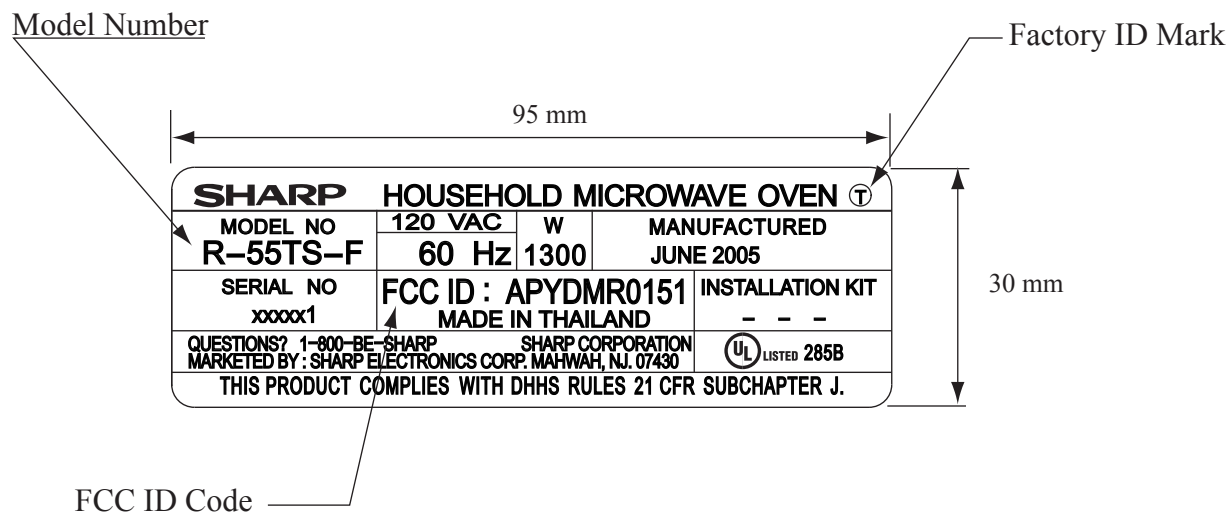 Model Number
Factory ID Mark
95 mm
SHARP HOUSEHOLD MICROWAVE OVEN Ⓣ
MODEL NO
R–55TS–F
120 VAC
60 Hz
W
1300
MANUFACTURED
JUNE 2005
30 mm
SERIAL NO
xxxxx1
FCC ID : APYDMR0151
MADE IN THAILAND
INSTALLATION KIT
– – –
QUESTIONS? 1–800–BE–SHARP SHARP CORPORATION
MARKETED BY : SHARP ELECTRONICS CORP. MAHWAH, NJ. 07430
UL LISTED 285B
THIS PRODUCT COMPLIES WITH DHHS RULES 21 CFR SUBCHAPTER J.
FCC ID Code